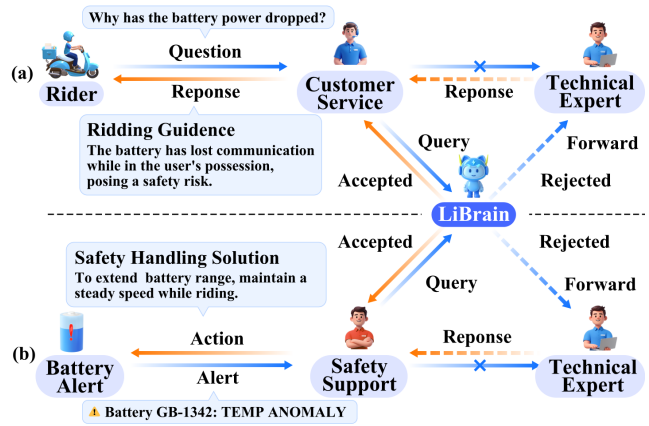 Why has the battery power dropped?
Question
(a)
Reponse
Reponse
Rider
Customer
Service
Technical
Expert
Ridding Guidence
The battery has lost communication
while in the user's possession,
posing a safety risk.
Query
Forward
Accepted
Rejected
LiBrain
Accepted
Rejected
Safety Handling Solution
To extend battery range, maintain a
steady speed while riding.
Query
Forward
Action
Reponse
(b)
Battery
Alert
Alert
Safety
Support
Technical
Expert
Battery GB-1342: TEMP ANOMALY